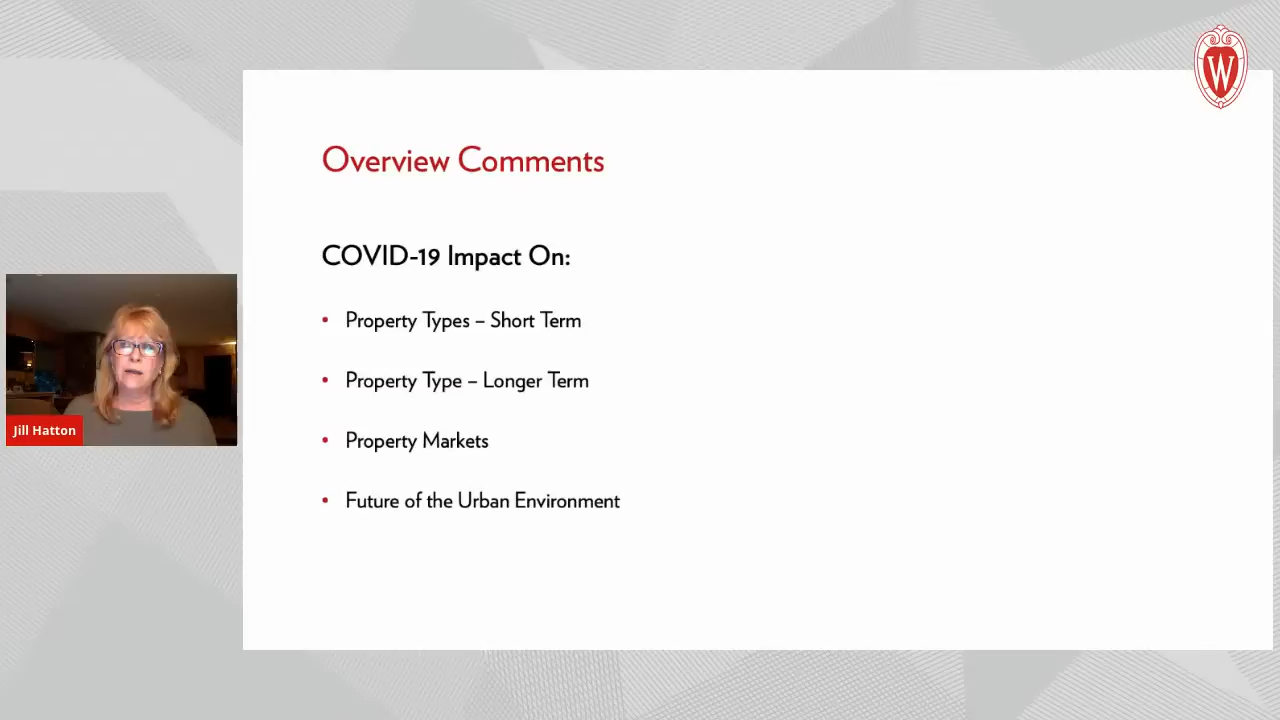 W
Overview Comments
COVID-19 Impact On:
• Property Types – Short Term
• Property Type – Longer Term
• Property Markets
• Future of the Urban Environment
Jill Hatton